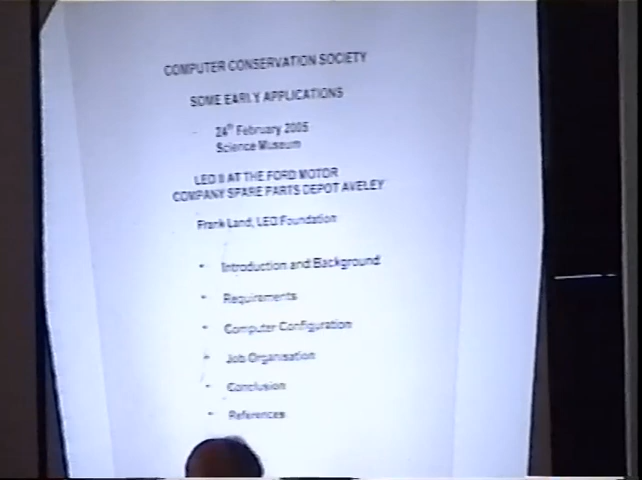 COMPUTER CONSERVATION SOCIETY
SOME EARLY APPLICATIONS
24th February 2005
Science Museum
LEO II AT THE FORD MOTOR
COMPANY SPARE PARTS DEPOT AVELEY
Frank Land, LEO Foundation
• Introduction and Background
• Requirements
• Computer Configuration
• Job Organisation
• Conclusion
• References